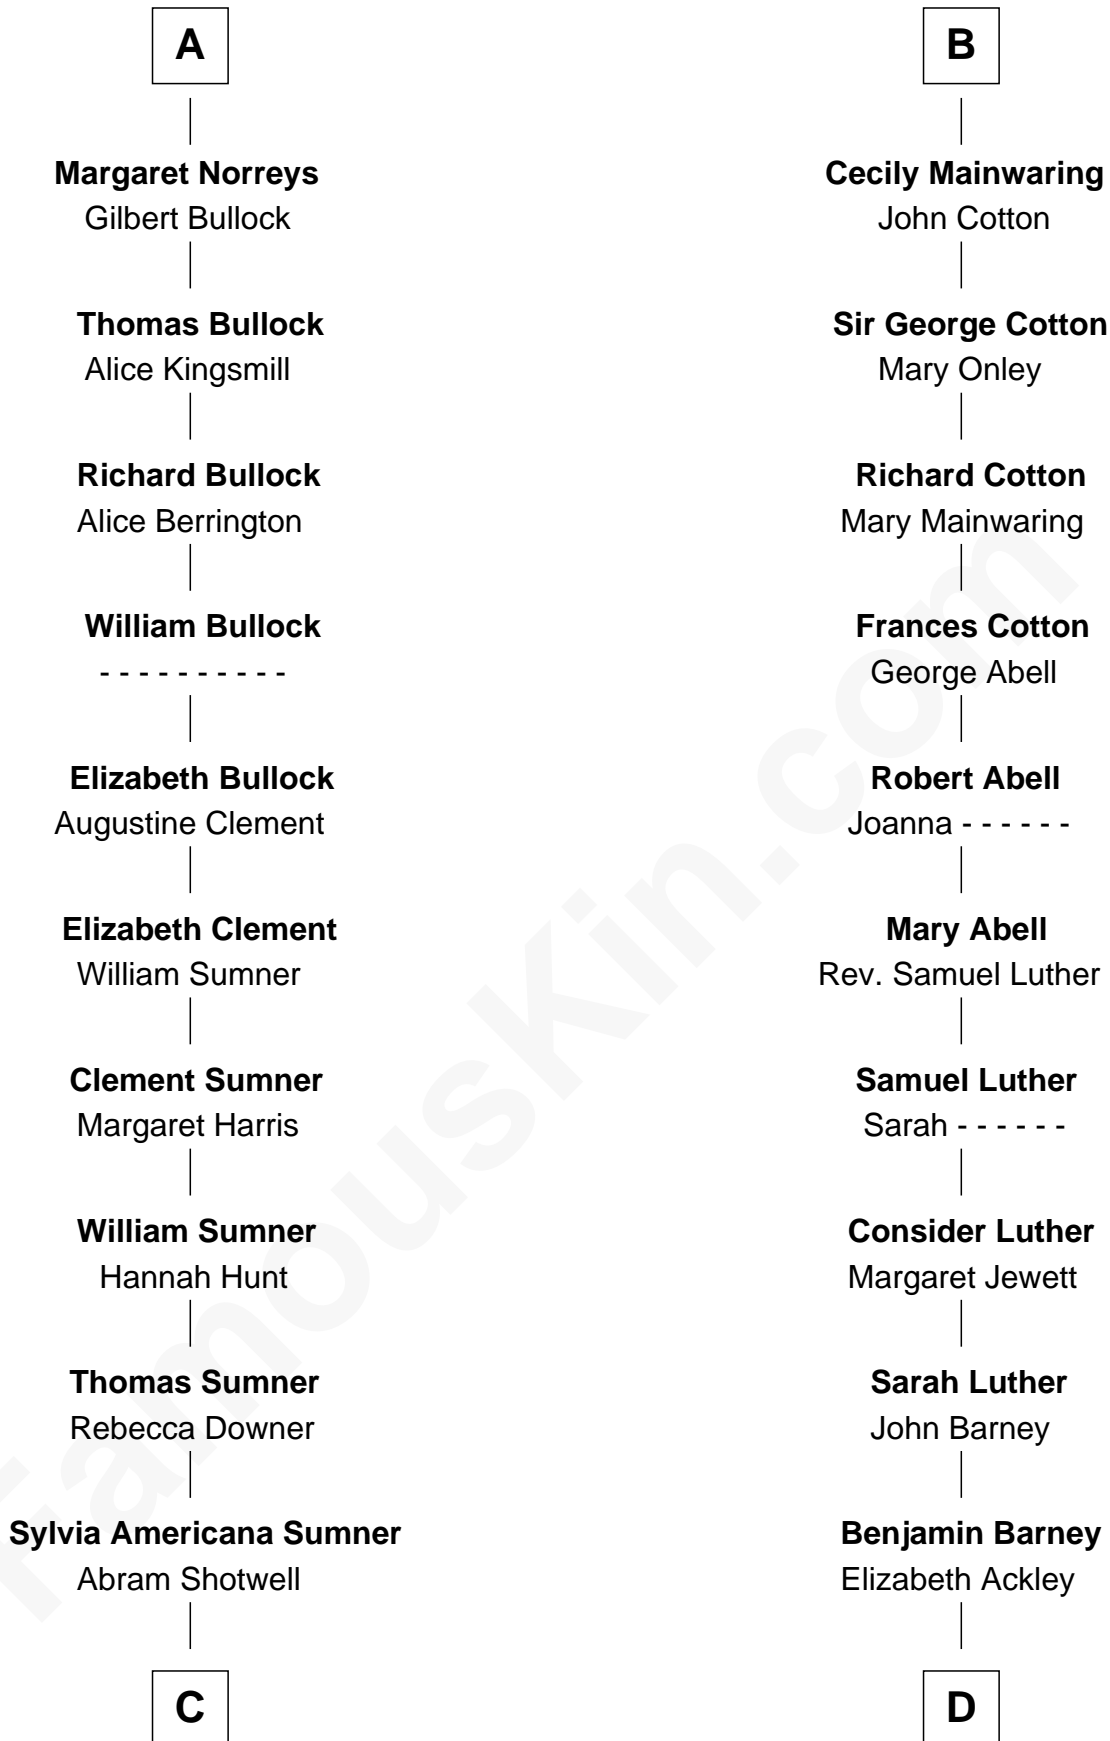 A
Margaret Norreys
Gilbert Bullock
Thomas Bullock
Alice Kingsmill
Richard Bullock
Alice Berrington
William Bullock
- - - - - - - - - -
Elizabeth Bullock
Augustine Clement
Elizabeth Clement
William Sumner
Clement Sumner
Margaret Harris
William Sumner
Hannah Hunt
Thomas Sumner
Rebecca Downer
Sylvia Americana Sumner
Abram Shotwell
C
B
Cecily Mainwaring
John Cotton
Sir George Cotton
Mary Onley
Richard Cotton
Mary Mainwaring
Frances Cotton
George Abell
Robert Abell
Joanna - - - - - -
Mary Abell
Rev. Samuel Luther
Samuel Luther
Sarah - - - - - -
Consider Luther
Margaret Jewett
Sarah Luther
John Barney
Benjamin Barney
Elizabeth Ackley
D
FamousKin.com